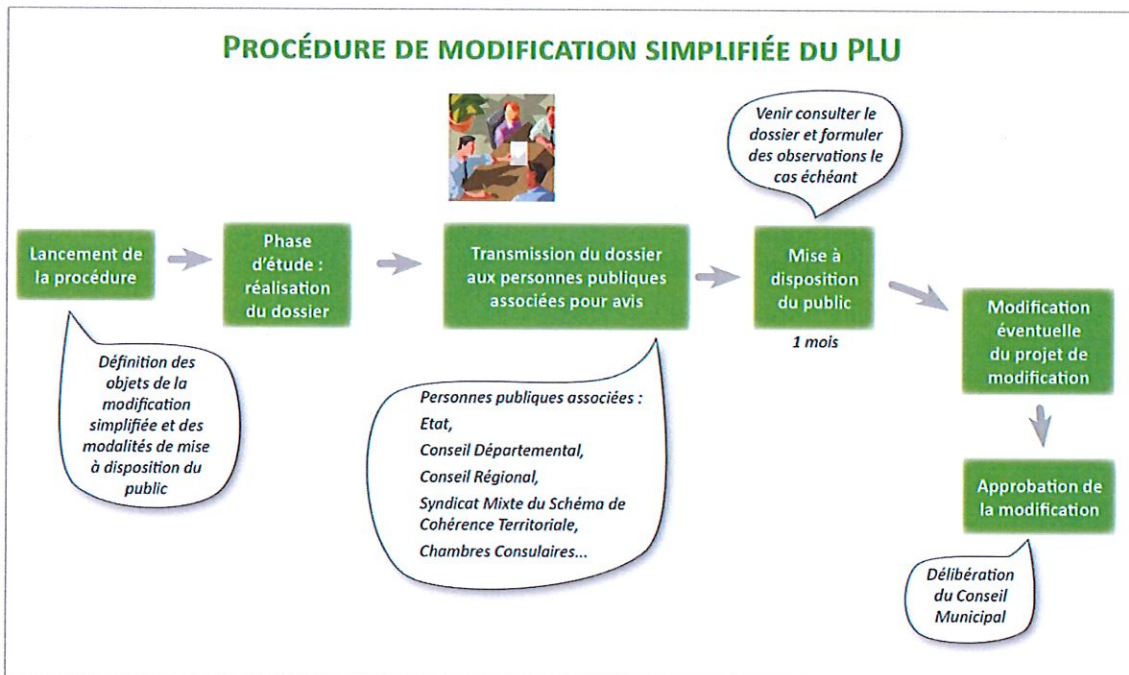 PROCÉDURE DE MODIFICATION SIMPLIFIÉE DU PLU
Venir consulter le
dossier et formuler
des observations le
cas échéant
Lancement de
la procédure
Phase
d'étude :
réalisation
du dossier
Transmission du dossier
aux personnes publiques
associées pour avis
Mise à
disposition
du public
1 mois
Modification
éventuelle
du projet de
modification
Définition des
objets de la
modification
simplifiée et des
modalités de mise
à disposition du
public
Personnes publiques associées :
Etat,
Conseil Départemental,
Conseil Régional,
Syndicat Mixte du Schéma de
Cohérence Territoriale,
Chambres Consulaires...
Approbation de
la modification
Délibération
du Conseil
Municipal